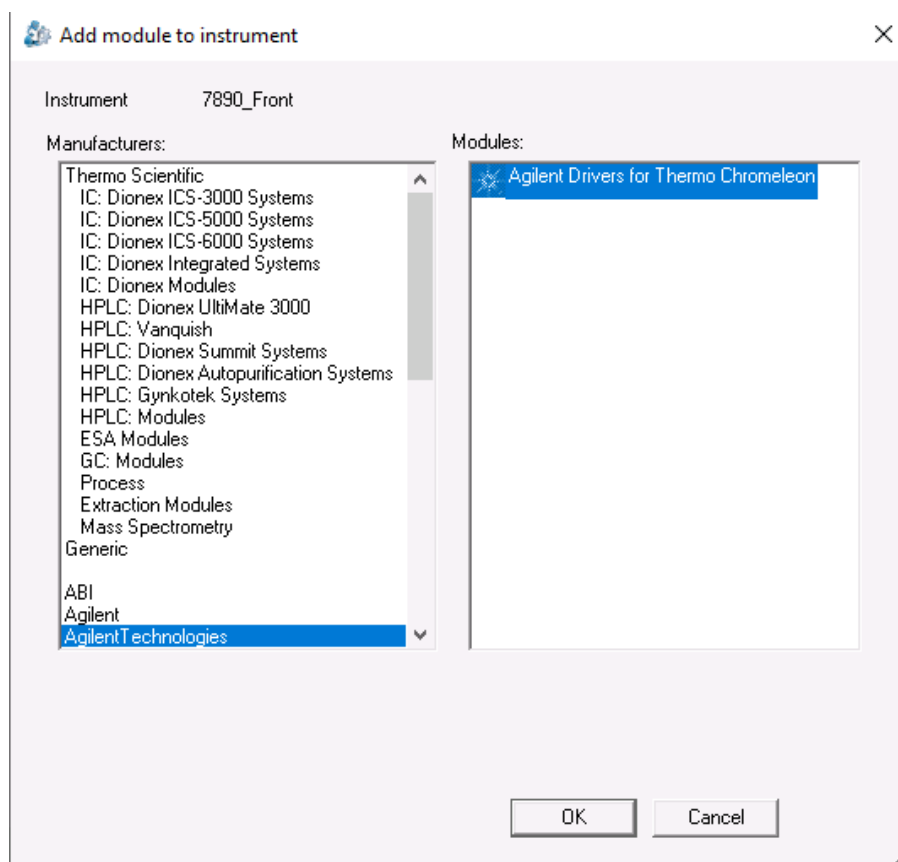 Add module to instrument
Instrument 7890_Front
Manufacturers:
Thermo Scientific
IC: Dionex ICS-3000 Systems
IC: Dionex ICS-5000 Systems
IC: Dionex ICS-6000 Systems
IC: Dionex Integrated Systems
IC: Dionex Modules
HPLC: Dionex UltiMate 3000
HPLC: Vanquish
HPLC: Dionex Summit Systems
HPLC: Dionex Autopurification Systems
HPLC: Gynkotek Systems
HPLC: Modules
ESA Modules
GC: Modules
Process
Extraction Modules
Mass Spectrometry
Generic
ABI
Agilent
AgilentTechnologies
Modules:
Agilent Drivers for Thermo Chromeleon
OK
Cancel